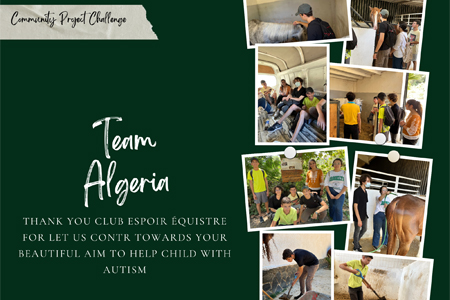 Community Project Challenge
Team
Algeria
THANK YOU CLUB ESPOIR ÉQUISTRE
FOR LET US CONTR TOWARDS YOUR
BEAUTIFUL AIM TO HELP CHILD WITH
AUTISM